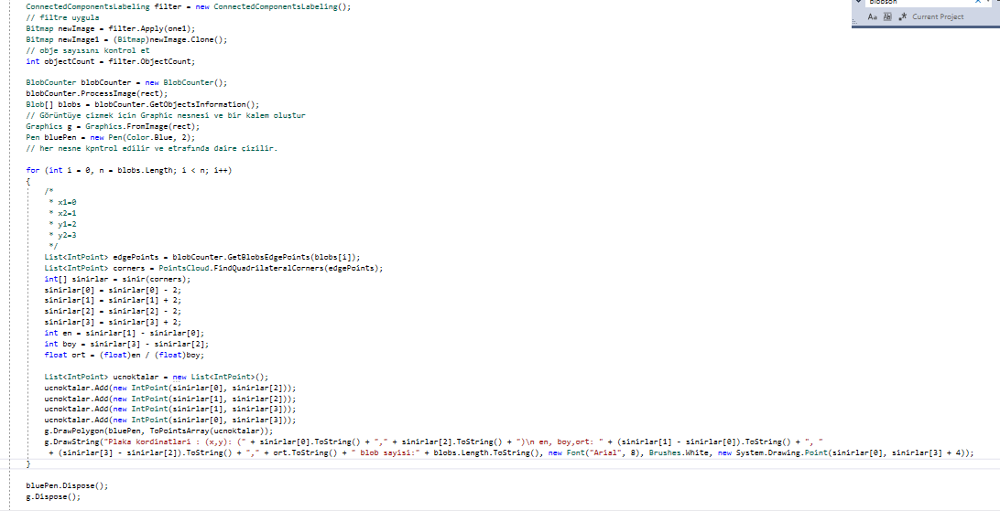 ConnectedComponentsLabeling filter = new ConnectedComponentsLabeling();
// filtre uygula
Bitmap newImage = filter.Apply(one1);
Bitmap newImage1 = (Bitmap)newImage.Clone();
// obje sayısını kontrol et
int objectCount = filter.ObjectCount;
BlobCounter blobCounter = new BlobCounter();
blobCounter.ProcessImage(rect);
Blob[] blobs = blobCounter.GetObjectsInformation();
// Görüntüye çizmek için Graphic nesnesi ve bir kalem oluştur
Graphics g = Graphics.FromImage(rect);
Pen bluePen = new Pen(Color.Blue, 2);
// her nesne kpntrol edilir ve etrafında daire çizilir.
for (int i = 0, n = blobs.Length; i < n; i++)
{
/*
* x1=0
* x2=1
* y1=2
* y2=3
*/
List<IntPoint> edgePoints = blobCounter.GetBlobsEdgePoints(blobs[i]);
List<IntPoint> corners = PointsCloud.FindQuadrilateralCorners(edgePoints);
int[] sinirlar = sinir(corners);
sinirlar[0] = sinirlar[0] - 2;
sinirlar[1] = sinirlar[1] + 2;
sinirlar[2] = sinirlar[2] - 2;
sinirlar[3] = sinirlar[3] + 2;
int en = sinirlar[1] - sinirlar[0];
int boy = sinirlar[3] - sinirlar[2];
float ort = (float)en / (float)boy;
List<IntPoint> ucnoktalar = new List<IntPoint>();
ucnoktalar.Add(new IntPoint(sinirlar[0], sinirlar[2]));
ucnoktalar.Add(new IntPoint(sinirlar[1], sinirlar[2]));
ucnoktalar.Add(new IntPoint(sinirlar[1], sinirlar[3]));
ucnoktalar.Add(new IntPoint(sinirlar[0], sinirlar[3]));
g.DrawPolygon(bluePen, ToPointsArray(ucnoktalar));
g.DrawString("Plaka kordinatlari : (x,y): (" + sinirlar[0].ToString() + "," + sinirlar[2].ToString() + ")\n en, boy,ort: " + (sinirlar[1] - sinirlar[0]).ToString() + ", "
+ (sinirlar[3] - sinirlar[2]).ToString() + "," + ort.ToString() + " blob sayisi:" + blobs.Length.ToString(), new Font("Arial", 8), Brushes.White, new System.Drawing.Point(sinirlar[0], sinirlar[3] + 4));
}
bluePen.Dispose();
g.Dispose();
Aa Current Project